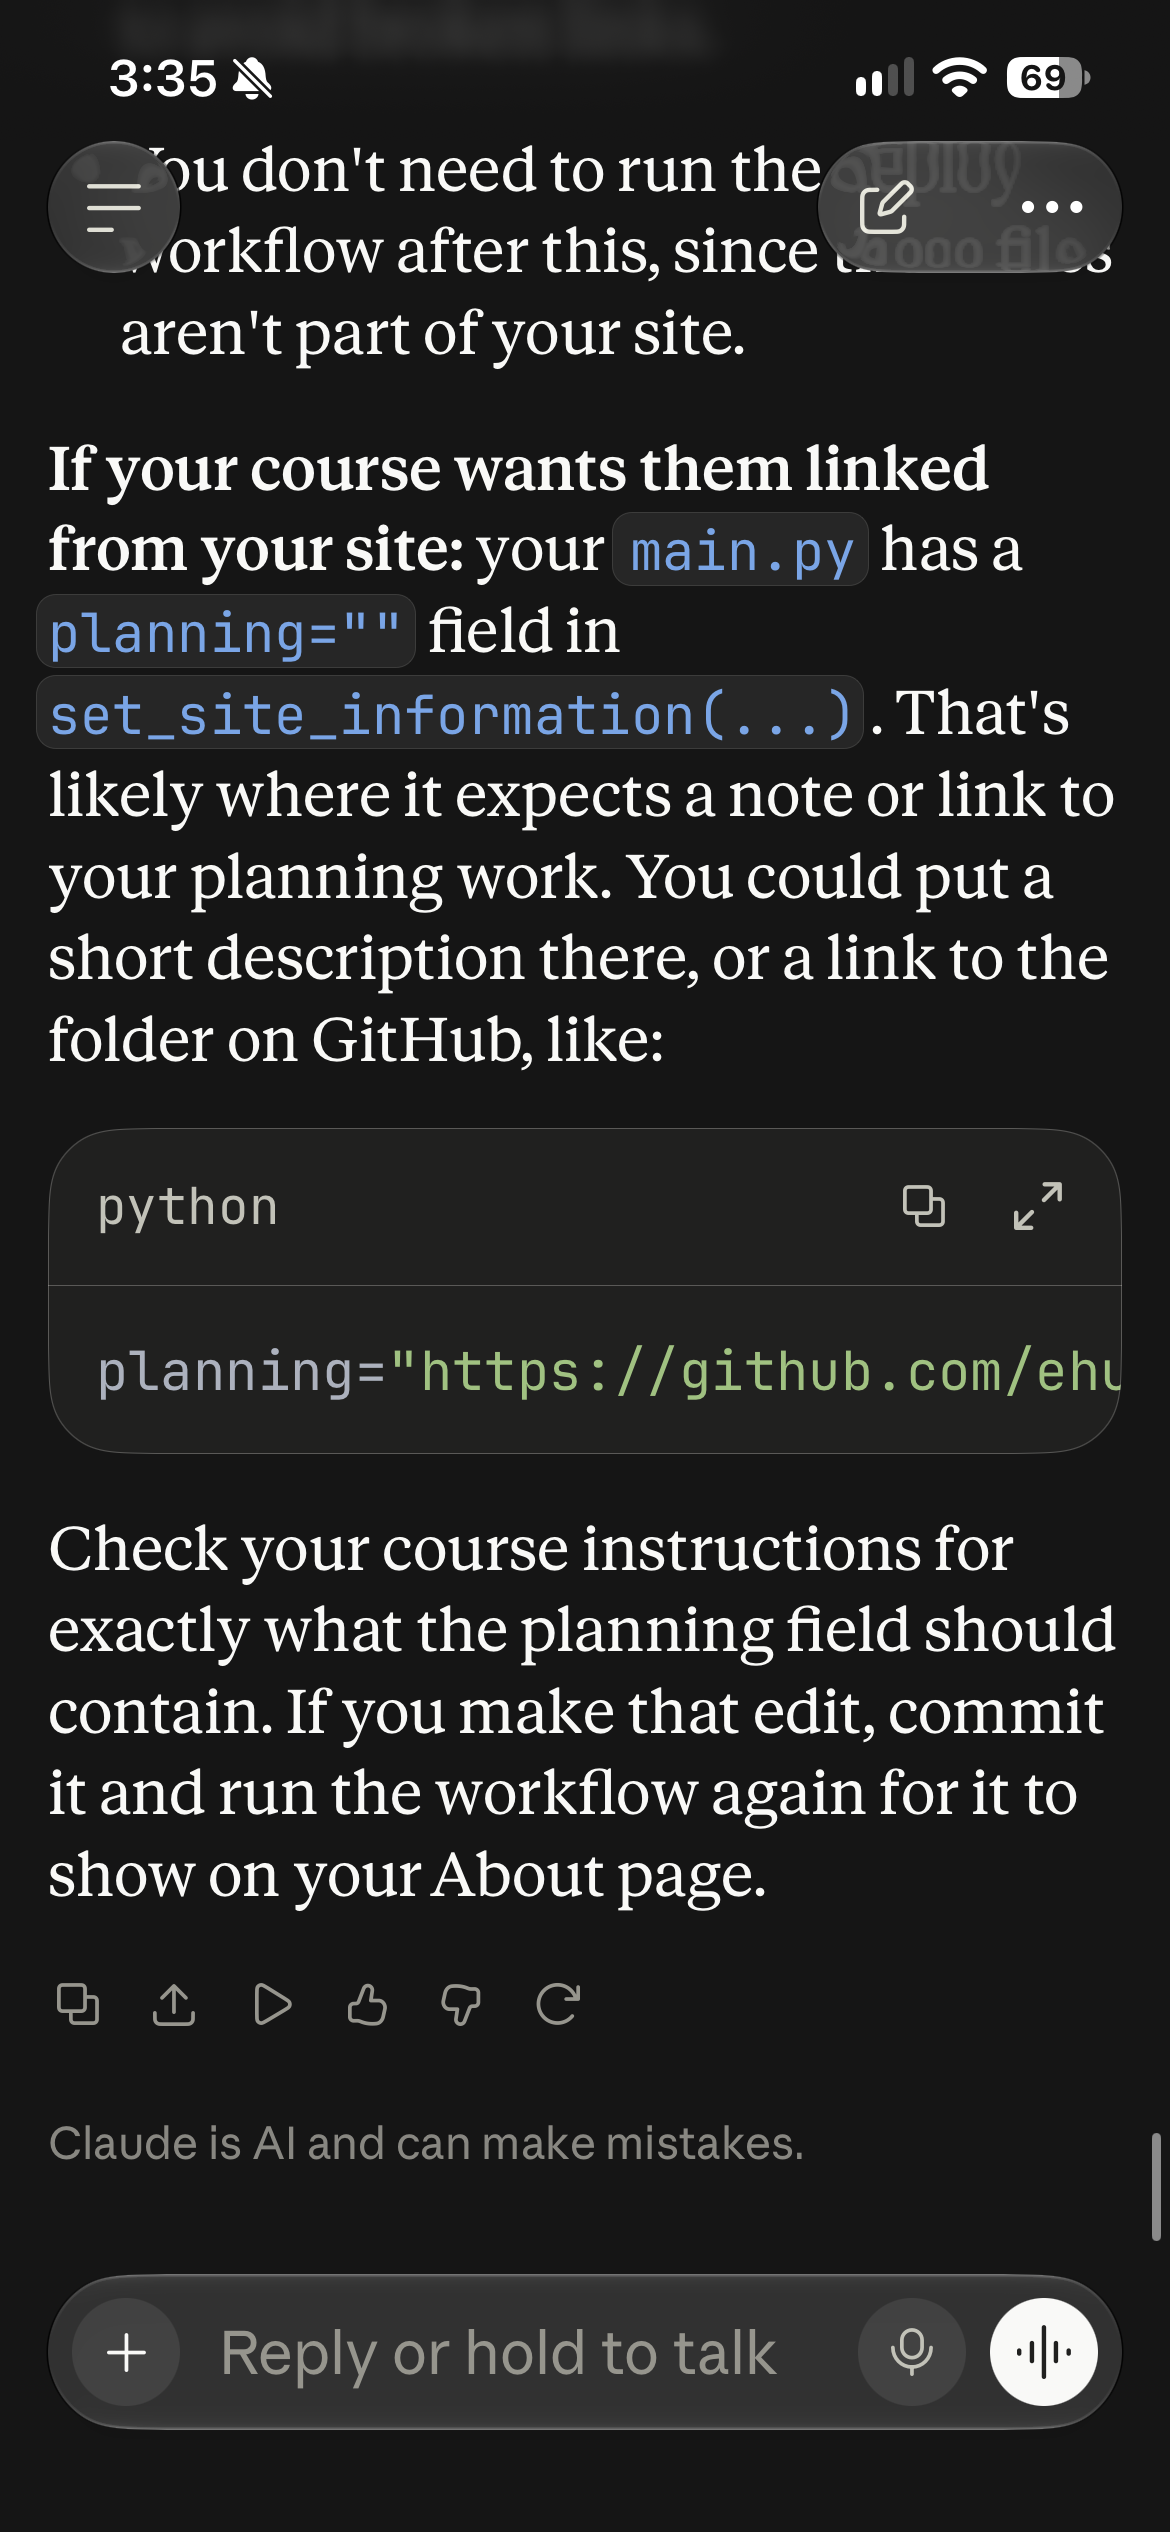 3:35
69
You don't need to run the deploy
workflow after this, since these files
aren't part of your site.
If your course wants them linked
from your site: your main.py has a
planning="" field in
set_site_information(...). That's
likely where it expects a note or link to
your planning work. You could put a
short description there, or a link to the
folder on GitHub, like:
python
planning="https://github.com/ehu
Check your course instructions for
exactly what the planning field should
contain. If you make that edit, commit
it and run the workflow again for it to
show on your About page.
Claude is AI and can make mistakes.
Reply or hold to talk